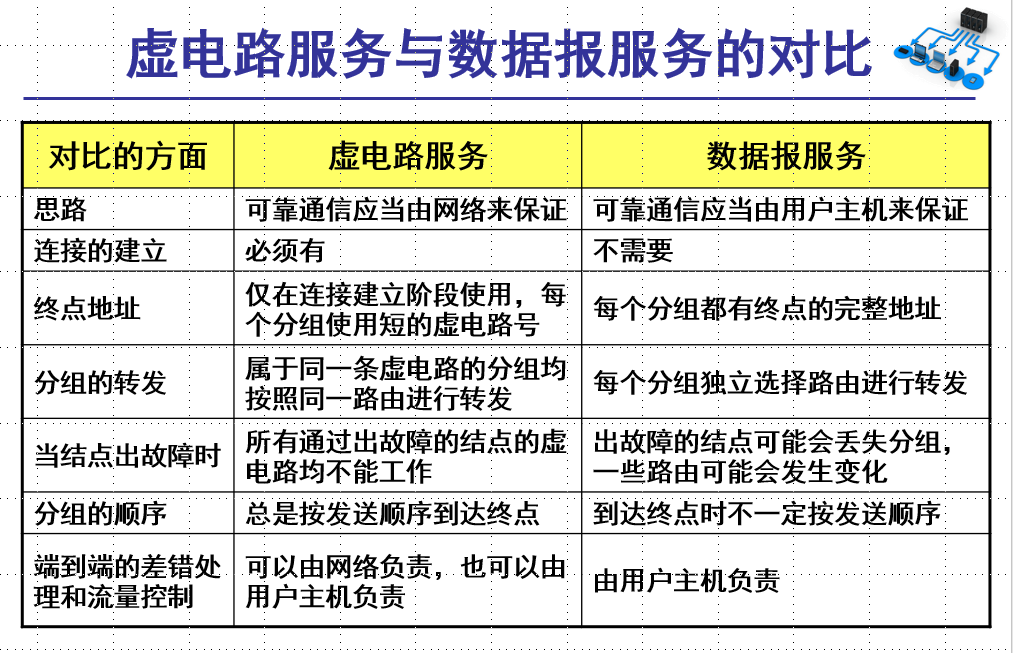 虚电路服务与数据报服务的对比
对比的方面 虚电路服务 数据报服务
思路 可靠通信应当由网络来保证 可靠通信应当由用户主机来保证
连接的建立 必须有 不需要
终点地址
仅在连接建立阶段使用，每
个分组使用短的虚电路号
每个分组都有终点的完整地址
分组的转发
属于同一条虚电路的分组均
按照同一路由进行转发
每个分组独立选择路由进行转发
当结点出故障时
所有通过出故障的结点的虚
电路均不能工作
出故障的结点可能会丢失分组，
一些路由可能会发生变化
分组的顺序 总是按发送顺序到达终点 到达终点时不一定按发送顺序
端到端的差错处
理和流量控制
可以由网络负责，也可以由
用户主机负责
由用户主机负责